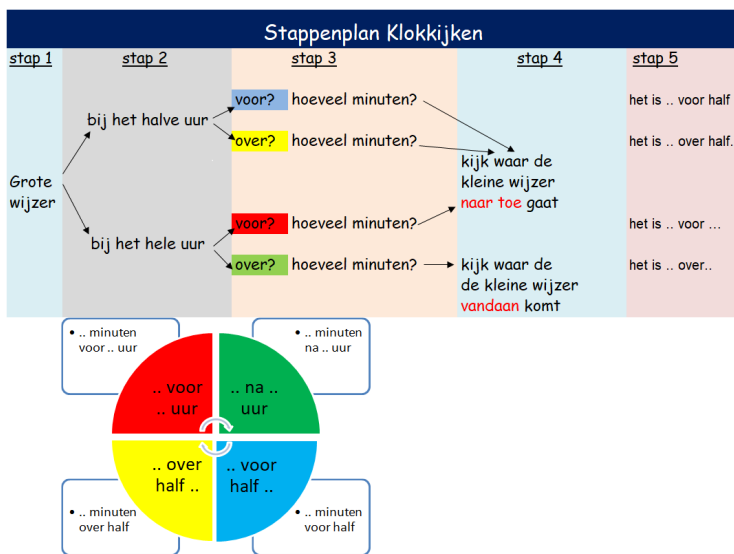 Stappenplan Klokkijken
stap 1
stap 2
stap 3
stap 4
stap 5
Grote
wijzer
bij het halve uur
bij het hele uur
voor? hoeveel minuten?
over? hoeveel minuten?
voor? hoeveel minuten?
over? hoeveel minuten?
kijk waar de
kleine wijzer
naar toe gaat
kijk waar de
de kleine wijzer
vandaan komt
het is .. voor half
het is .. over half.
het is .. voor ...
het is .. over..
• .. minuten
voor .. uur
• .. minuten
na .. uur
.. voor
.. uur
.. na ..
uur
.. over
half ..
.. voor
half ..
• .. minuten
over half
• .. minuten
voor half